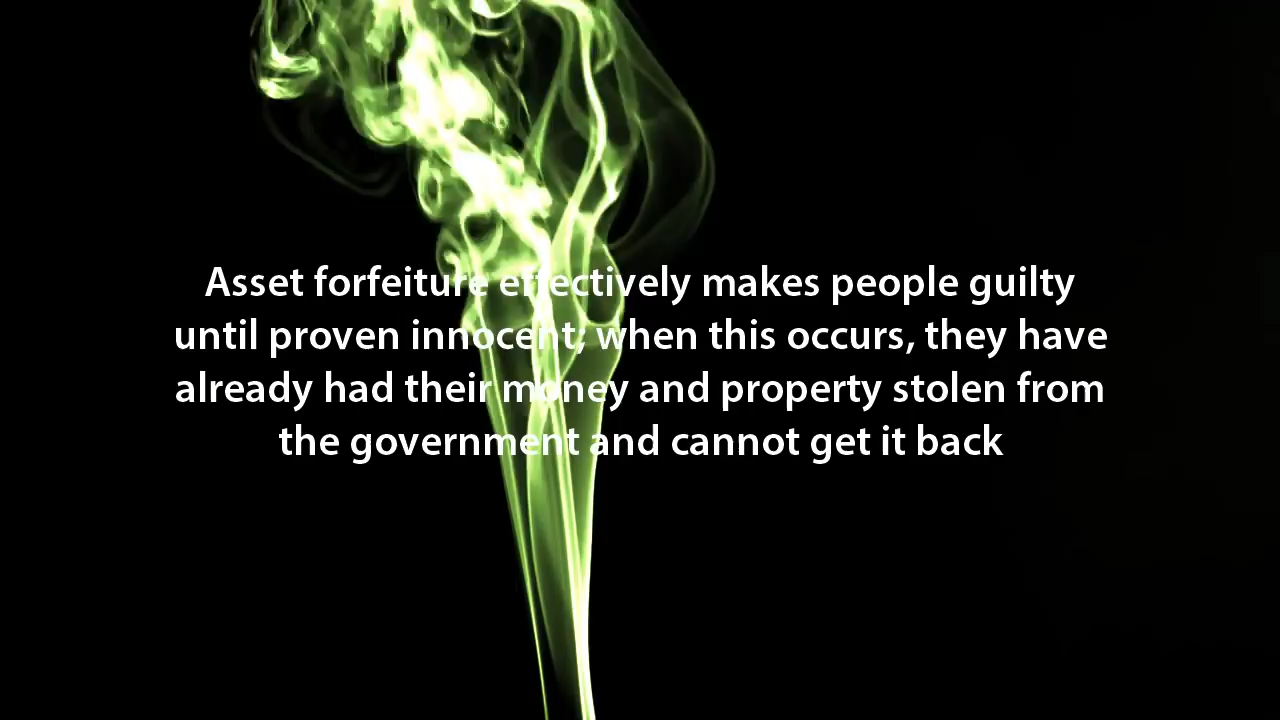 Asset forfeiture effectively makes people guilty
until proven innocent; when this occurs, they have
already had their money and property stolen from
the government and cannot get it back